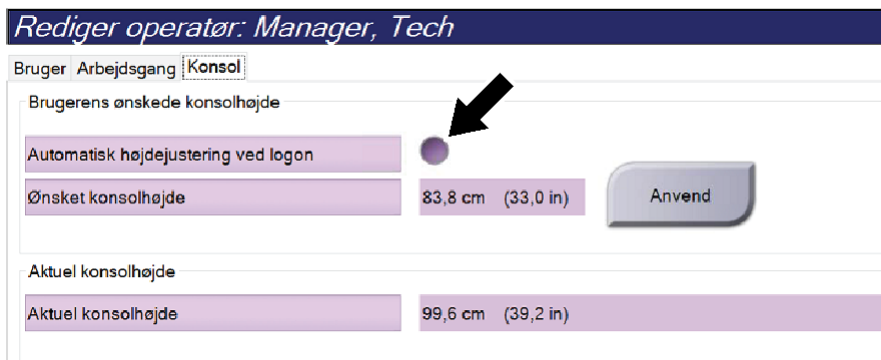 Rediger operatør: Manager, Tech
Bruger Arbejdsgang Konsol
Brugerens ønskede konsolhøjde
Automatisk højdejustering ved logon
Ønsket konsolhøjde 83,8 cm (33,0 in) Anvend
Aktuel konsolhøjde
Aktuel konsolhøjde 99,6 cm (39,2 in)